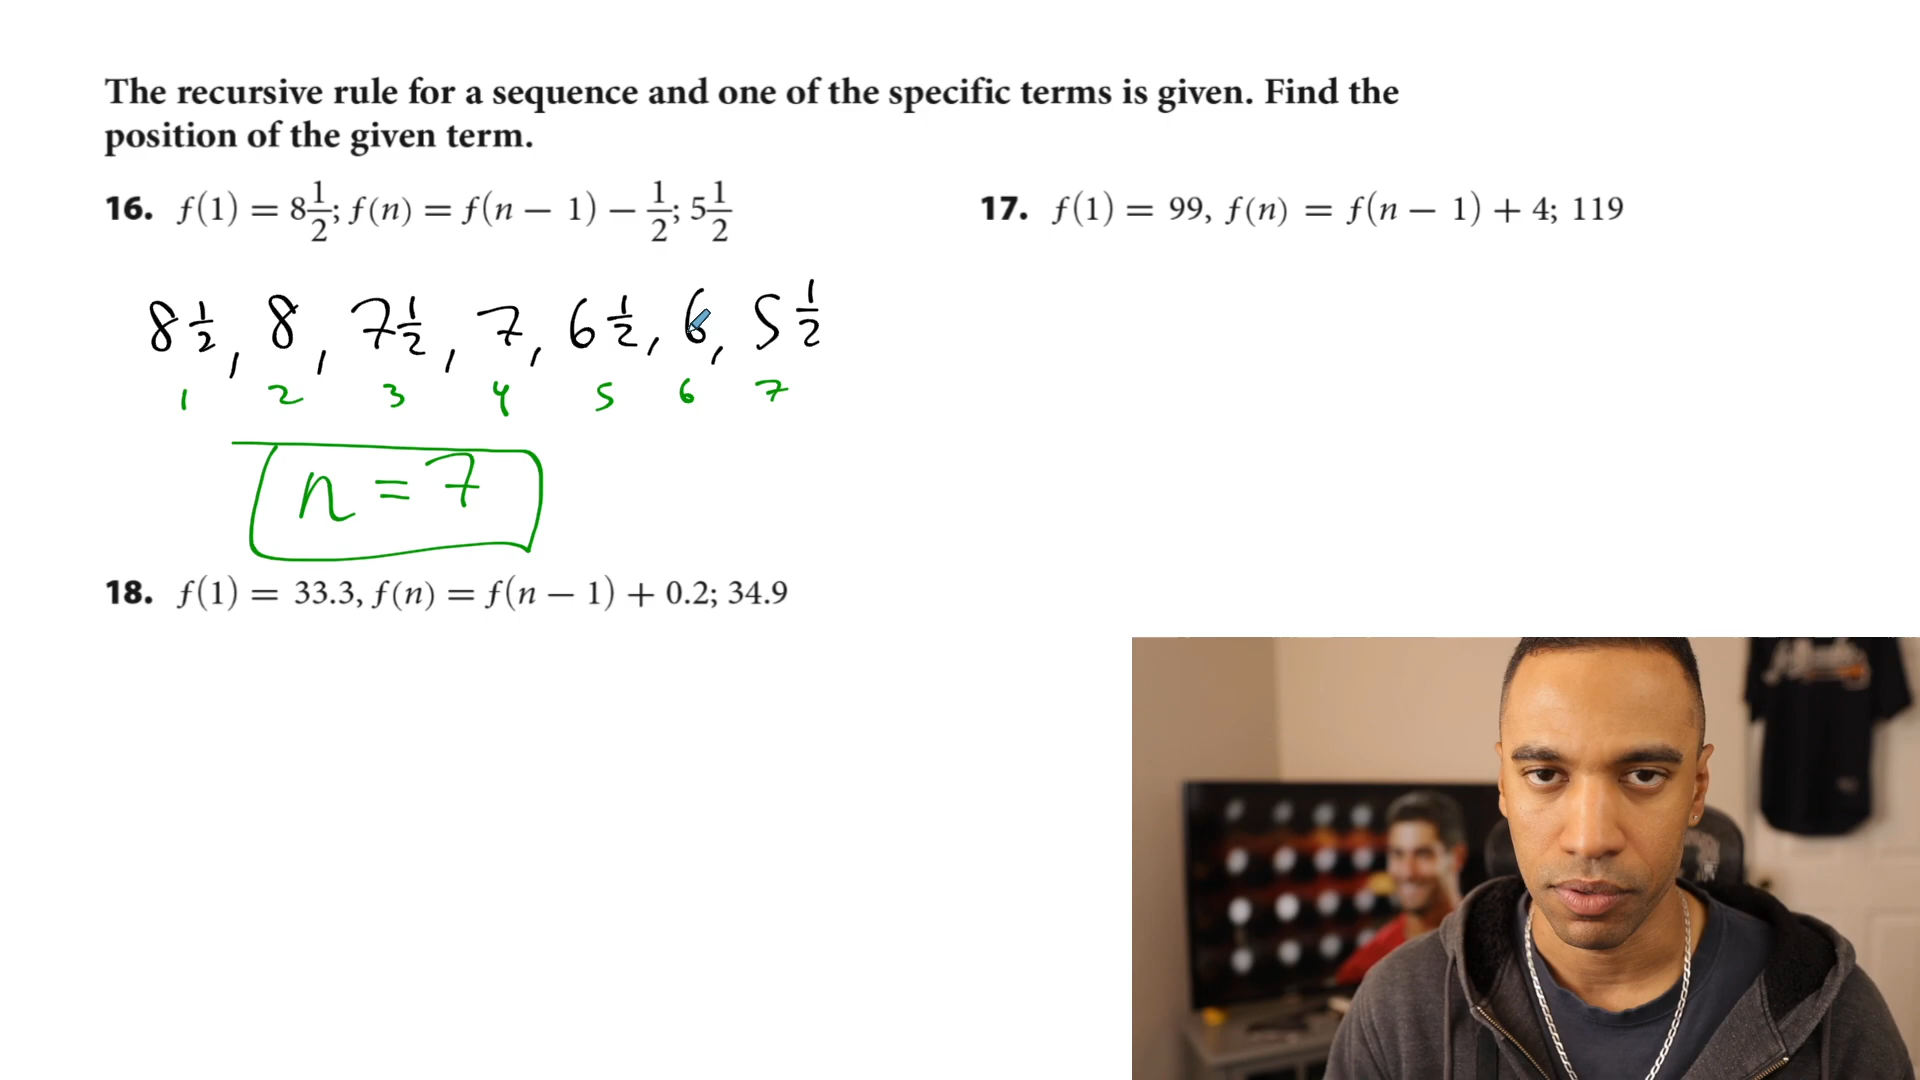 The recursive rule for a sequence and one of the specific terms is given. Find the
position of the given term.
16. f(1) = 8 1/2; f(n) = f(n − 1) − 1/2; 5 1/2
17. f(1) = 99, f(n) = f(n − 1) + 4; 119
8 1/2, 8, 7 1/2, 7, 6 1/2, 6, 5 1/2
1 2 3 4 5 6 7
n = 7
18. f(1) = 33.3, f(n) = f(n − 1) + 0.2; 34.9